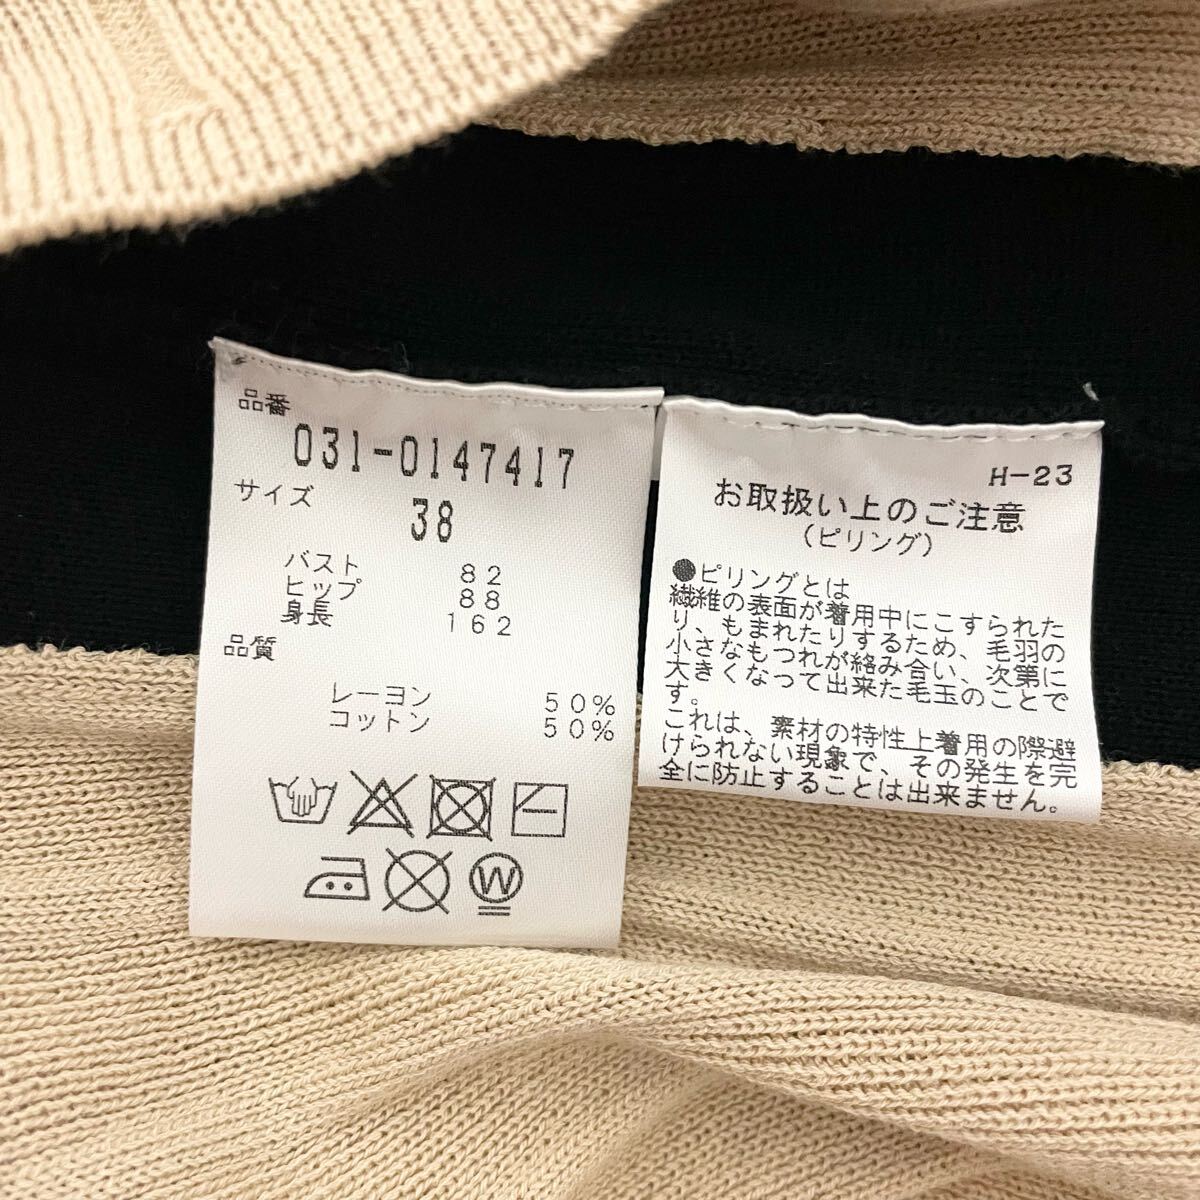 品番
031-0147417
サイズ
38
バスト 82
ヒップ 88
身長 162
品質
レーヨン 50%
コットン 50%
W
H-23
お取扱い上のご注意
(ピリング)
●ピリングとは
繊維の表面が着用中にこすられた
り、もまれたりするため、毛羽の
小さなもつれが絡み合い、次第に
大きくなって出来た毛玉のことで
す。
これは、素材の特性上着用の際避
けられない現象で、その発生を完
全に防止することは出来ません。